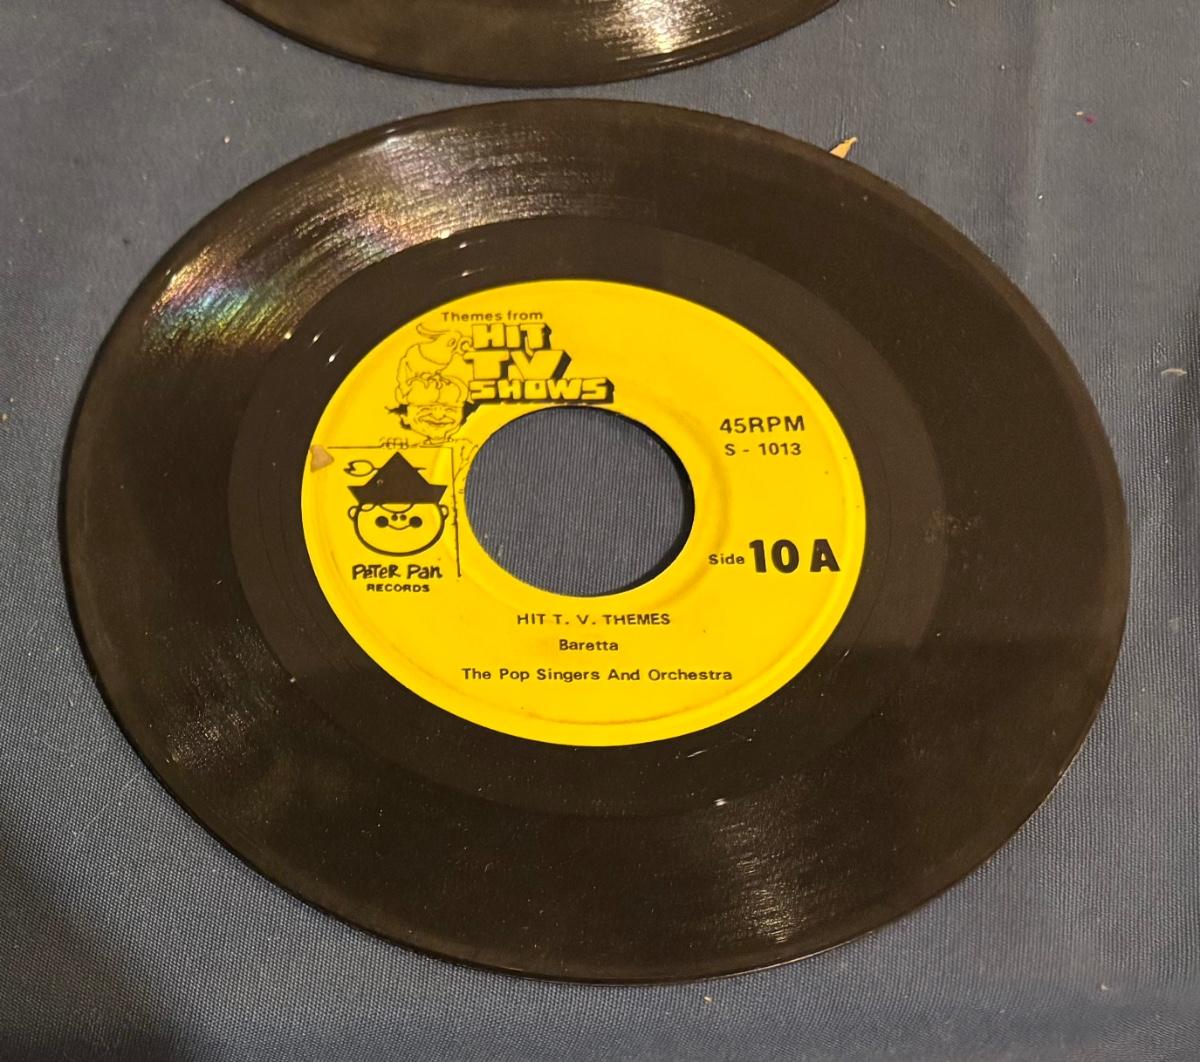 Themes from
HIT
TV
SHOWS
45RPM
S - 1013
Side 10 A
Peter Pan
RECORDS
HIT T. V. THEMES
Baretta
The Pop Singers And Orchestra